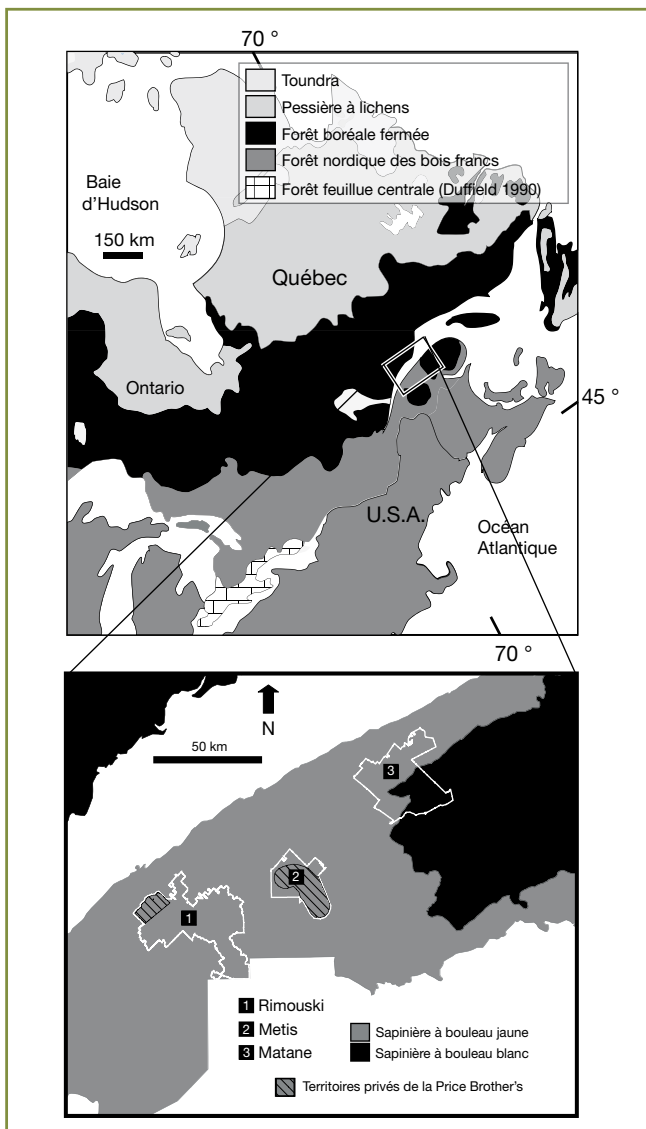 70 °
Toundra
Pessière à lichens
Forêt boréale fermée
Forêt nordique des bois francs
Forêt feuillue centrale (Duffield 1990)
Baie
d'Hudson
150 km
Québec
Ontario
45 °
U.S.A.
Océan
Atlantique
70 °
N
50 km
3
2
1
1 Rimouski
2 Metis
3 Matane
Sapinière à bouleau jaune
Sapinière à bouleau blanc
Territoires privés de la Price Brother's